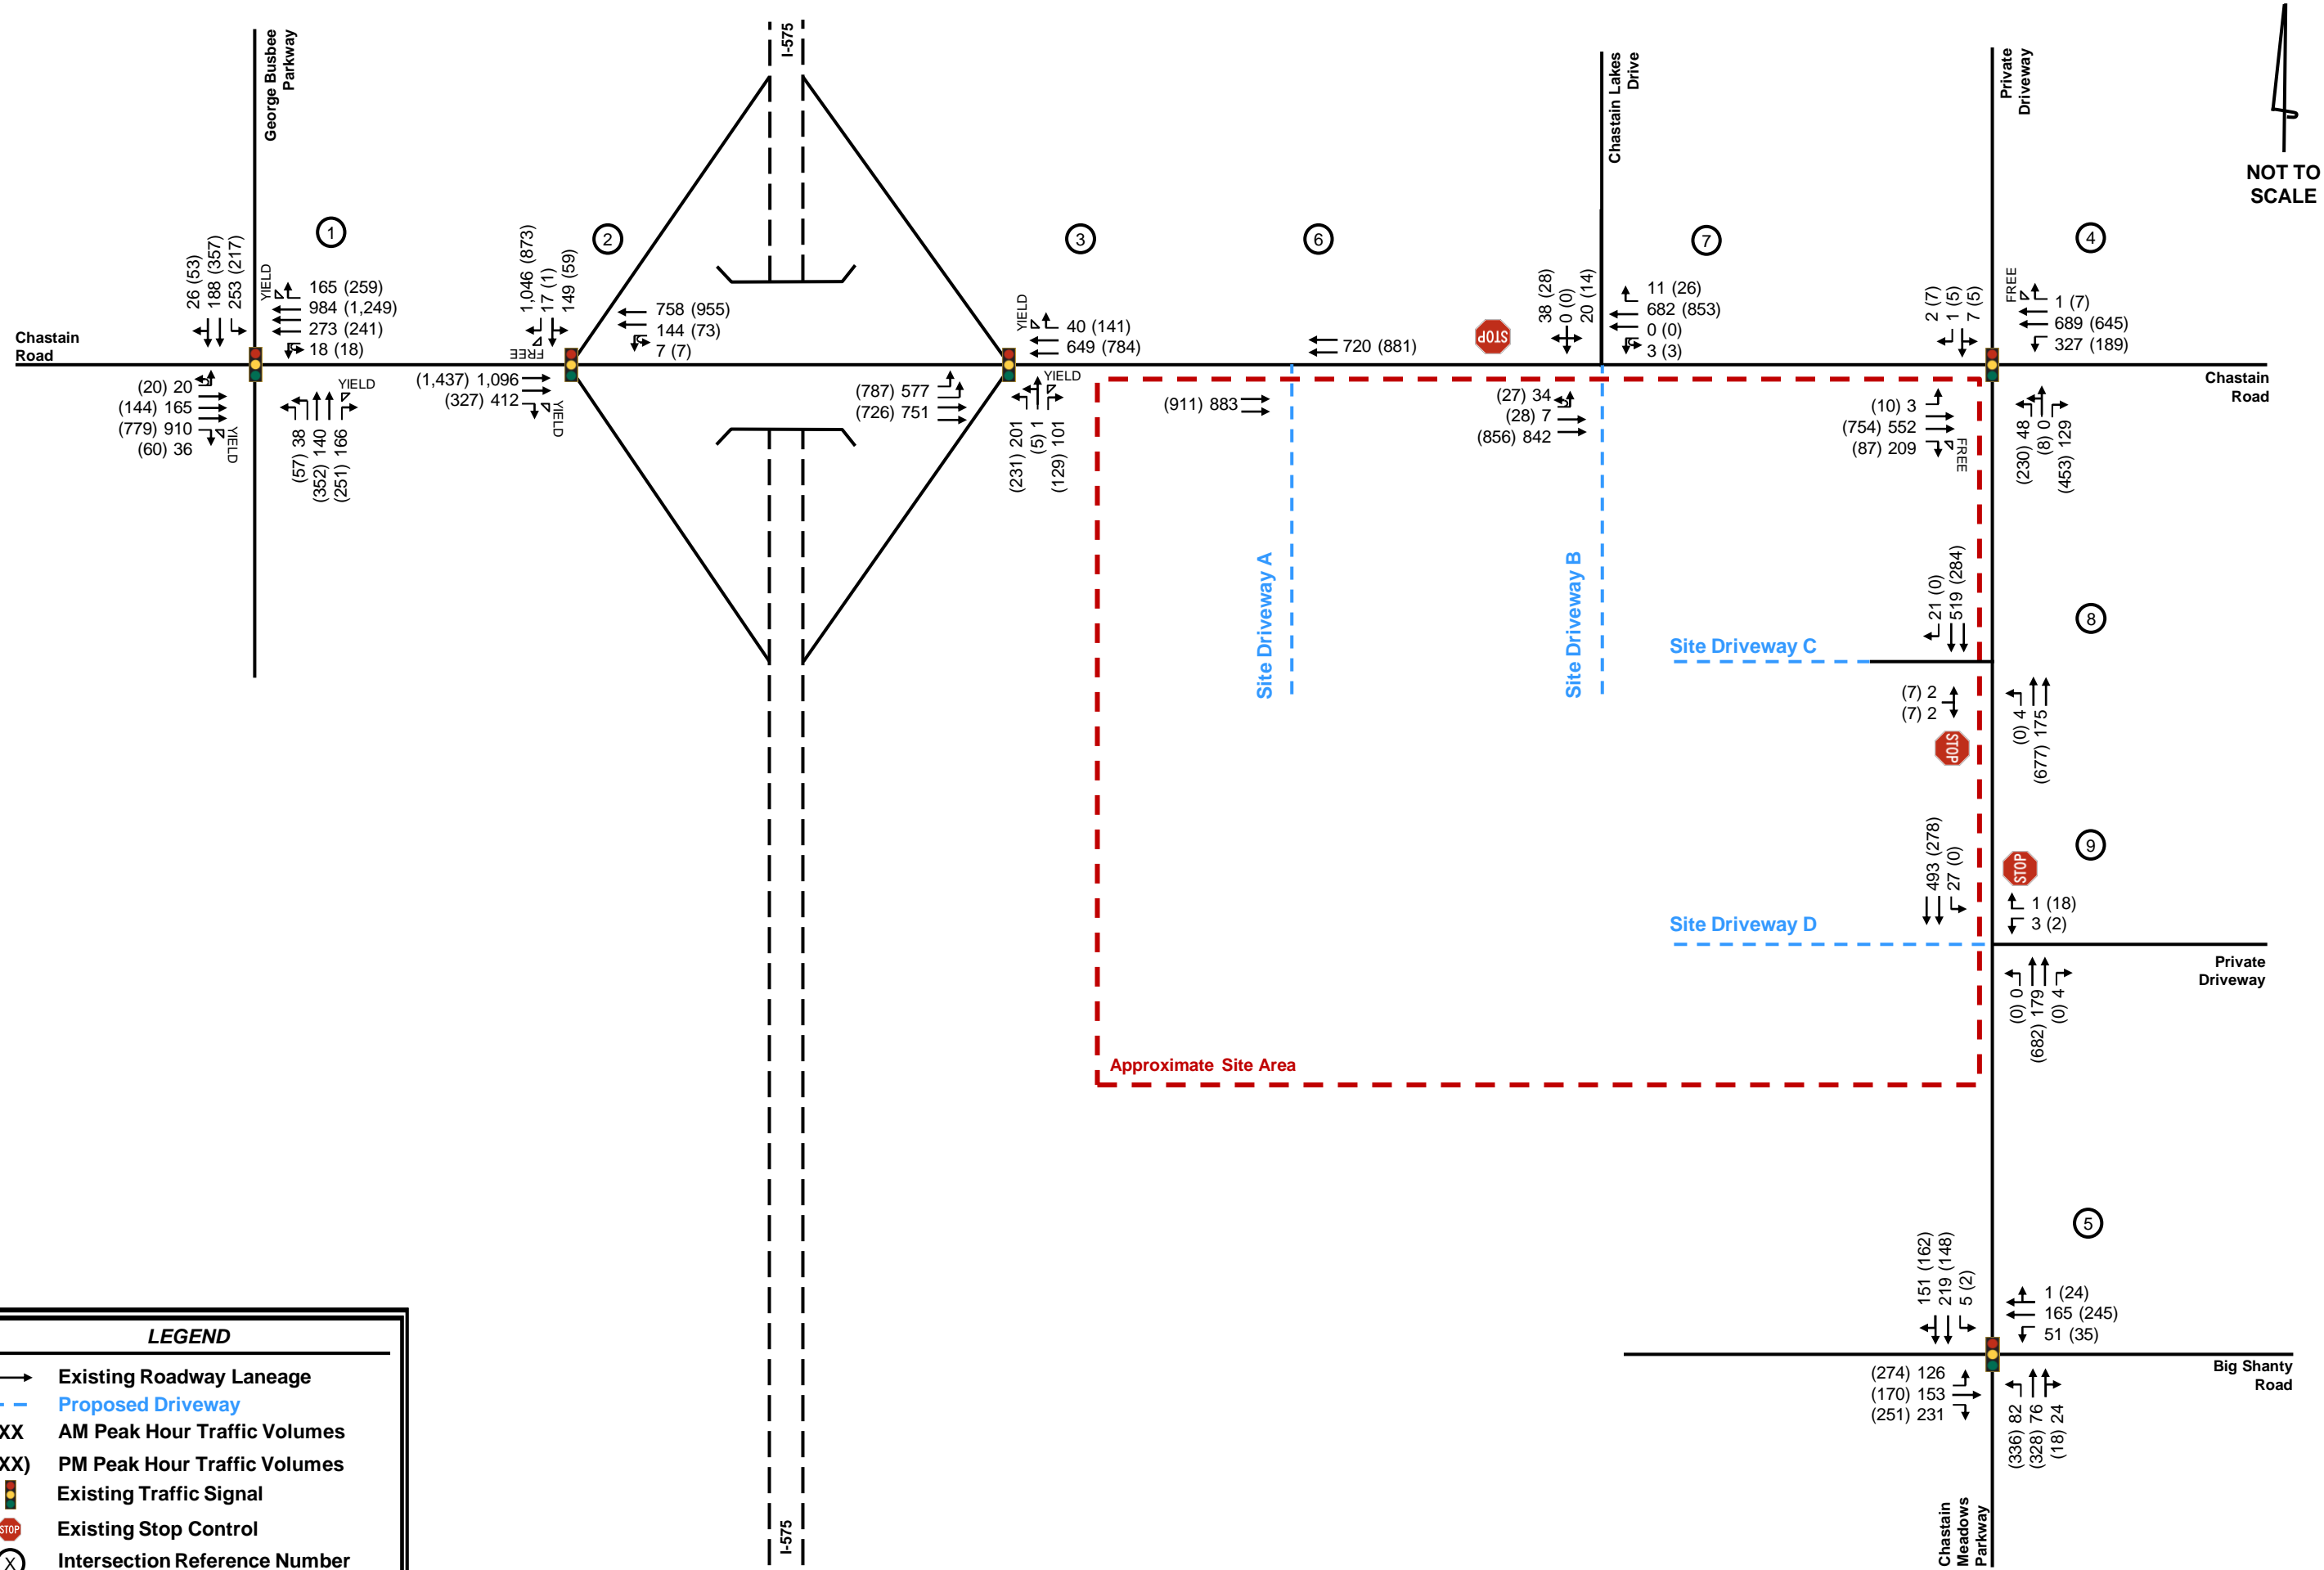 I-575
George Busbee
Parkway
Chastain Lakes
Drive
Private
Driveway
NOT TO
SCALE
1
2
3
6
7
4
26 (53)
188 (357)
253 (217)
YIELD
165 (259)
984 (1,249)
273 (241)
18 (18)
Chastain
Road
(20) 20
(144) 165
(779) 910
(60) 36
YIELD
(57) 38
(352) 140
(251) 166
YIELD
1,046 (873)
17 (1)
149 (59)
FREE
758 (955)
144 (73)
7 (7)
(1,437) 1,096
(327) 412
YIELD
(787) 577
(726) 751
YIELD
40 (141)
649 (784)
YIELD
(231) 201
(5) 1
(129) 101
720 (881)
(911) 883
STOP
38 (28)
0 (0)
20 (14)
11 (26)
682 (853)
0 (0)
3 (3)
(27) 34
(28) 7
(856) 842
2 (7)
1 (5)
7 (5)
FREE
1 (7)
689 (645)
327 (189)
Chastain
Road
(10) 3
(754) 552
(87) 209
FREE
(230) 48
(8) 0
(453) 129
Site Driveway A
Site Driveway B
21 (0)
519 (284)
8
Site Driveway C
(7) 2
(7) 2
STOP
(0) 4
(677) 175
493 (278)
27 (0)
9
STOP
1 (18)
3 (2)
Site Driveway D
Private
Driveway
(0) 0
(682) 179
(0) 4
Approximate Site Area
5
151 (162)
219 (148)
5 (2)
1 (24)
165 (245)
51 (35)
Big Shanty
Road
(274) 126
(170) 153
(251) 231
(336) 82
(328) 76
(18) 24
Chastain
Meadows
Parkway
I-575
LEGEND
Existing Roadway Laneage
Proposed Driveway
XX AM Peak Hour Traffic Volumes
XX) PM Peak Hour Traffic Volumes
Existing Traffic Signal
STOP Existing Stop Control
X Intersection Reference Number